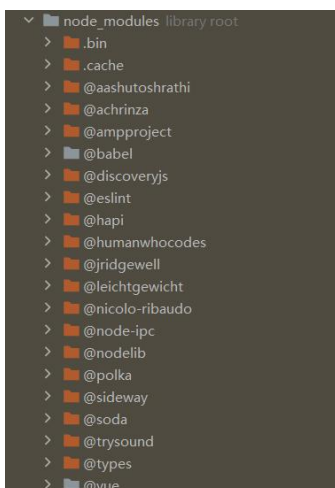 node_modules library root
.bin
.cache
@aashutoshrathi
@achrinza
@ampproject
@babel
@discoveryjs
@eslint
@hapi
@humanwhocodes
@jridgewell
@leichtgewicht
@nicolo-ribaudo
@node-ipc
@nodelib
@polka
@sideway
@soda
@trysound
@types
@vue